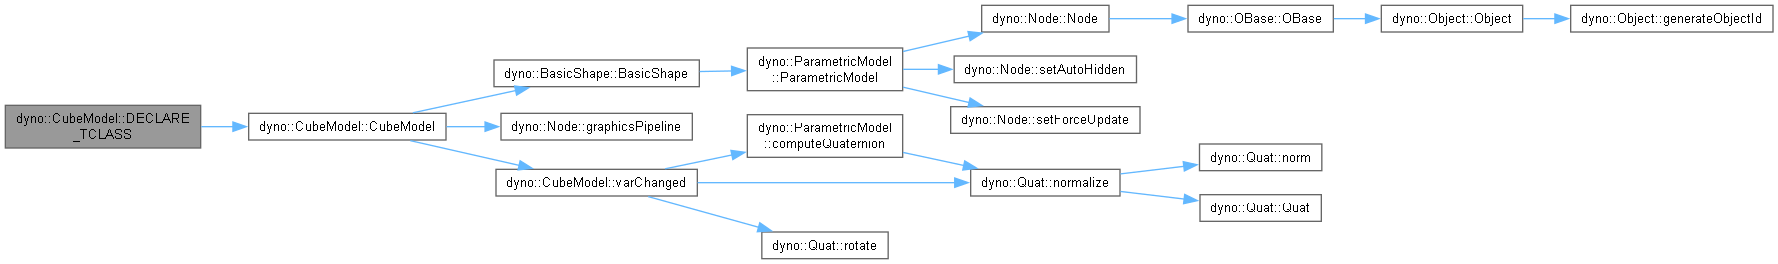 dyno::CubeModel::DECLARE
_TCLASS
dyno::CubeModel::CubeModel
dyno::BasicShape::BasicShape
dyno::Node::graphicsPipeline
dyno::CubeModel::varChanged
dyno::ParametricModel
::ParametricModel
dyno::ParametricModel
::computeQuaternion
dyno::Quat::rotate
dyno::Node::Node
dyno::Node::setAutoHidden
dyno::Node::setForceUpdate
dyno::Quat::normalize
dyno::OBase::OBase
dyno::Quat::norm
dyno::Quat::Quat
dyno::Object::Object
dyno::Object::generateObjectId